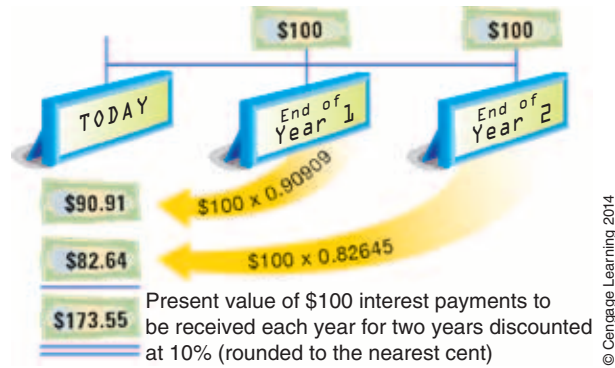 $100
$100
TODAY
End of
Year 1
End of
Year 2
$90.91
$100 x 0.90909
$82.64
$100 x 0.82645
$173.55
Present value of $100 interest payments to
be received each year for two years discounted
at 10% (rounded to the nearest cent)
© Cengage Learning 2014